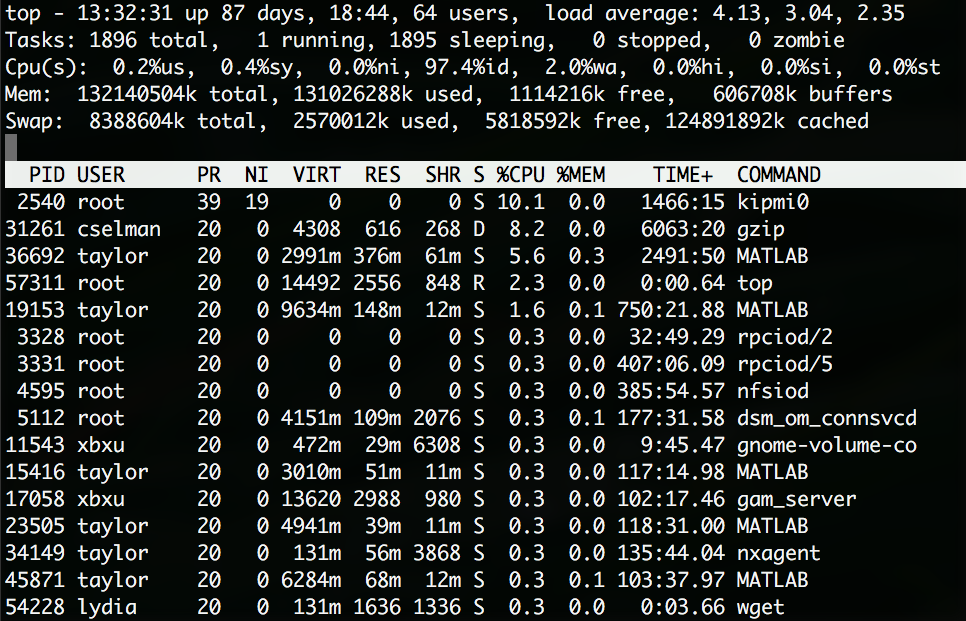 top - 13:32:31 up 87 days, 18:44, 64 users,  load average: 4.13, 3.04, 2.35
Tasks: 1896 total,   1 running, 1895 sleeping,   0 stopped,   0 zombie
Cpu(s):  0.2%us,  0.4%sy,  0.0%ni, 97.4%id,  2.0%wa,  0.0%hi,  0.0%si,  0.0%st
Mem:  132140504k total, 131026288k used,  1114216k free,   606708k buffers
Swap:  8388604k total,  2570012k used,  5818592k free, 124891892k cached
  PID USER      PR  NI  VIRT  RES  SHR S %CPU %MEM    TIME+  COMMAND
 2540 root      39  19     0    0    0 S 10.1  0.0   1466:15 kipmi0
31261 cselman   20   0  4308  616  268 D  8.2  0.0   6063:20 gzip
36692 taylor    20   0 2991m 376m  61m S  5.6  0.3   2491:50 MATLAB
57311 root      20   0 14492 2556  848 R  2.3  0.0   0:00.64 top
19153 taylor    20   0 9634m 148m  12m S  1.6  0.1 750:21.88 MATLAB
 3328 root      20   0     0    0    0 S  0.3  0.0  32:49.29 rpciod/2
 3331 root      20   0     0    0    0 S  0.3  0.0 407:06.09 rpciod/5
 4595 root      20   0     0    0    0 S  0.3  0.0 385:54.57 nfsiod
 5112 root      20   0 4151m 109m 2076 S  0.3  0.1 177:31.58 dsm_om_connsvcd
11543 xbxu      20   0  472m  29m 6308 S  0.3  0.0   9:45.47 gnome-volume-co
15416 taylor    20   0 3010m  51m  11m S  0.3  0.0 117:14.98 MATLAB
17058 xbxu      20   0 13620 2988  980 S  0.3  0.0 102:17.46 gam_server
23505 taylor    20   0 4941m  39m  11m S  0.3  0.0 118:31.00 MATLAB
34149 taylor    20   0  131m  56m 3868 S  0.3  0.0 135:44.04 nxagent
45871 taylor    20   0 6284m  68m  12m S  0.3  0.1 103:37.97 MATLAB
54228 lydia     20   0  131m 1636 1336 S  0.3  0.0   0:03.66 wget